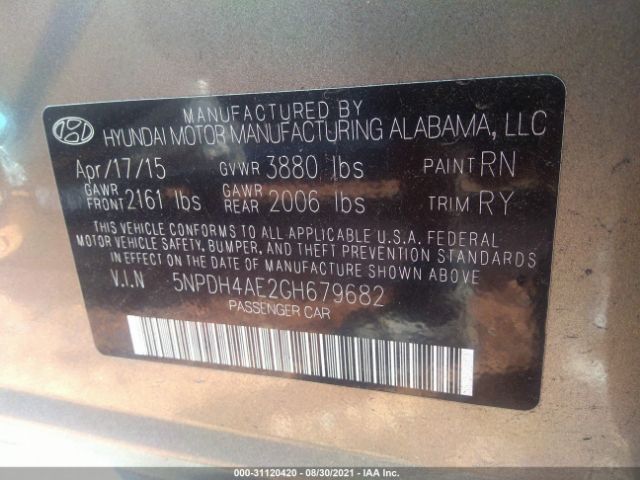 MANUFACTURED BY
HYUNDAI MOTOR MANUFACTURING ALABAMA, LLC
Apr/17/15 GVWR 3880 lbs PAINT RN
GAWR FRONT 2161 lbs GAWR REAR 2006 lbs TRIM RY
THIS VEHICLE CONFORMS TO ALL APPLICABLE U.S.A. FEDERAL
MOTOR VEHICLE SAFETY, BUMPER, AND THEFT PREVENTION STANDARDS
IN EFFECT ON THE DATE OF MANUFACTURE SHOWN ABOVE.
V.I.N 5NPDH4AE2GH679682
PASSENGER CAR
000-31120420 - 08/30/2021 - IAA Inc.